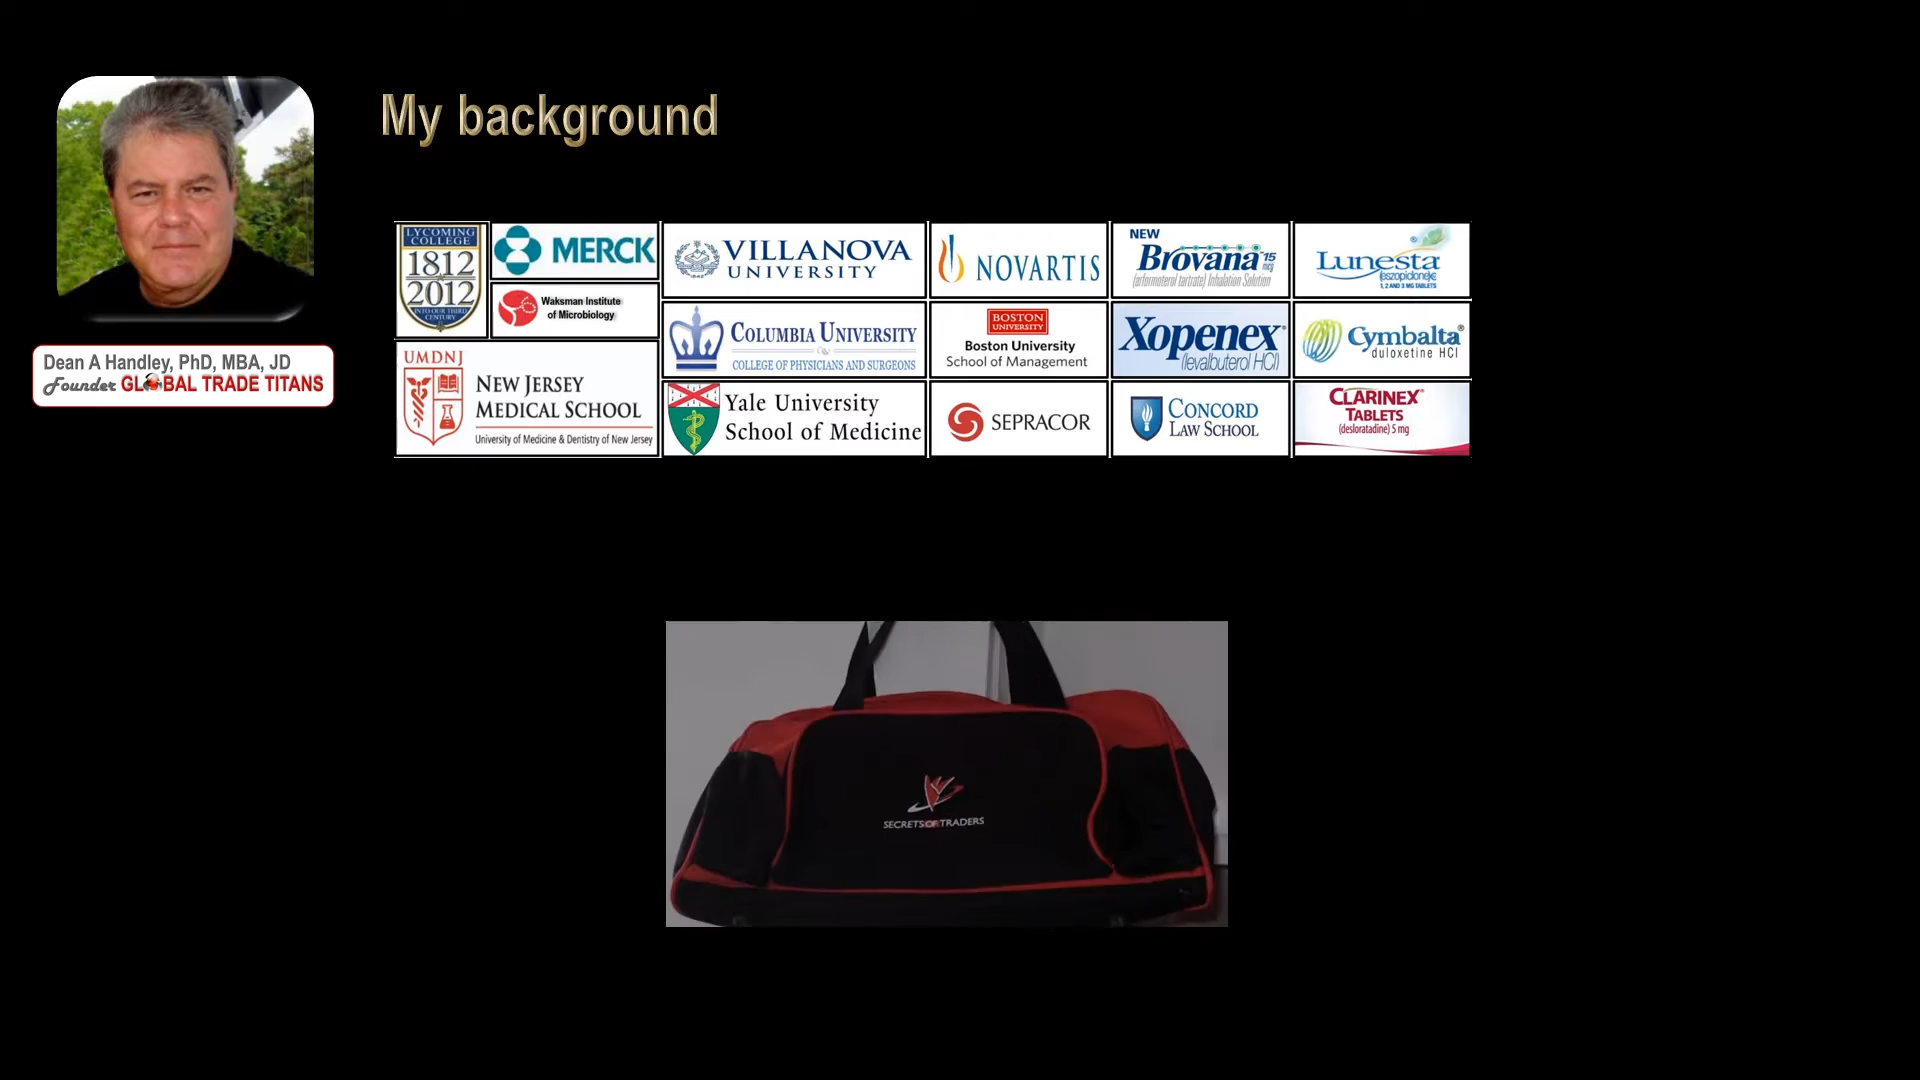 My background
Dean A Handley, PhD, MBA, JD
Founder GLOBAL TRADE TITANS
LYCOMING
COLLEGE
1812
2012
INTO OUR THIRD
CENTURY
MERCK
Waksman Institute
of Microbiology
UMDNJ
NEW JERSEY
MEDICAL SCHOOL
University of Medicine & Dentistry of New Jersey
VILLANOVA
UNIVERSITY
COLUMBIA UNIVERSITY
COLLEGE OF PHYSICIANS AND SURGEONS
Yale University
School of Medicine
NOVARTIS
BOSTON
UNIVERSITY
Boston University
School of Management
SEPRACOR
NEW
Brovana™ 15 mcg
(arformoterol tartrate) Inhalation Solution
Xopenex®
(levalbuterol HCl)
CONCORD
LAW SCHOOL
Lunesta®
(eszopiclone)
1, 2 AND 3 MG TABLETS
Cymbalta®
duloxetine HCl
CLARINEX®
TABLETS
(desloratadine) 5 mg
SECRETS OF TRADERS